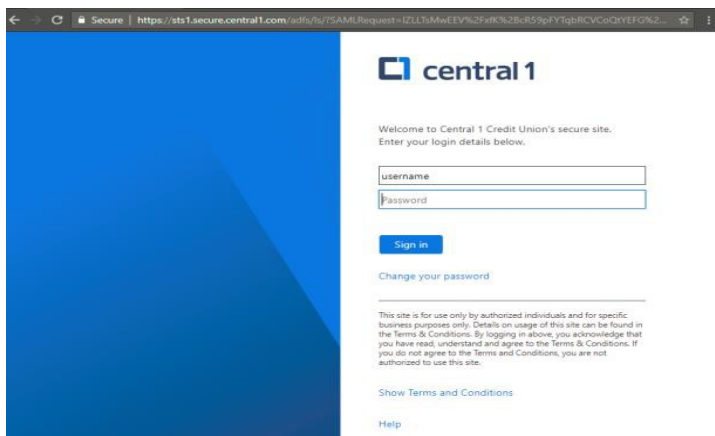 Secure | https://sts1.secure.central1.com/adfs/ls/?SAMLRequest=
central 1
Welcome to Central 1 Credit Union's secure site.
Enter your login details below.
username
Password
Sign in
Change your password
This site is for use only by authorized individuals and for specific
business purposes only. Details on usage of this site can be found in
the Terms & Conditions. By logging in above, you acknowledge that
you have read, understand and agree to the Terms & Conditions. If
you do not agree to the Terms and Conditions, you are not
authorized to use this site.
Show Terms and Conditions
Help